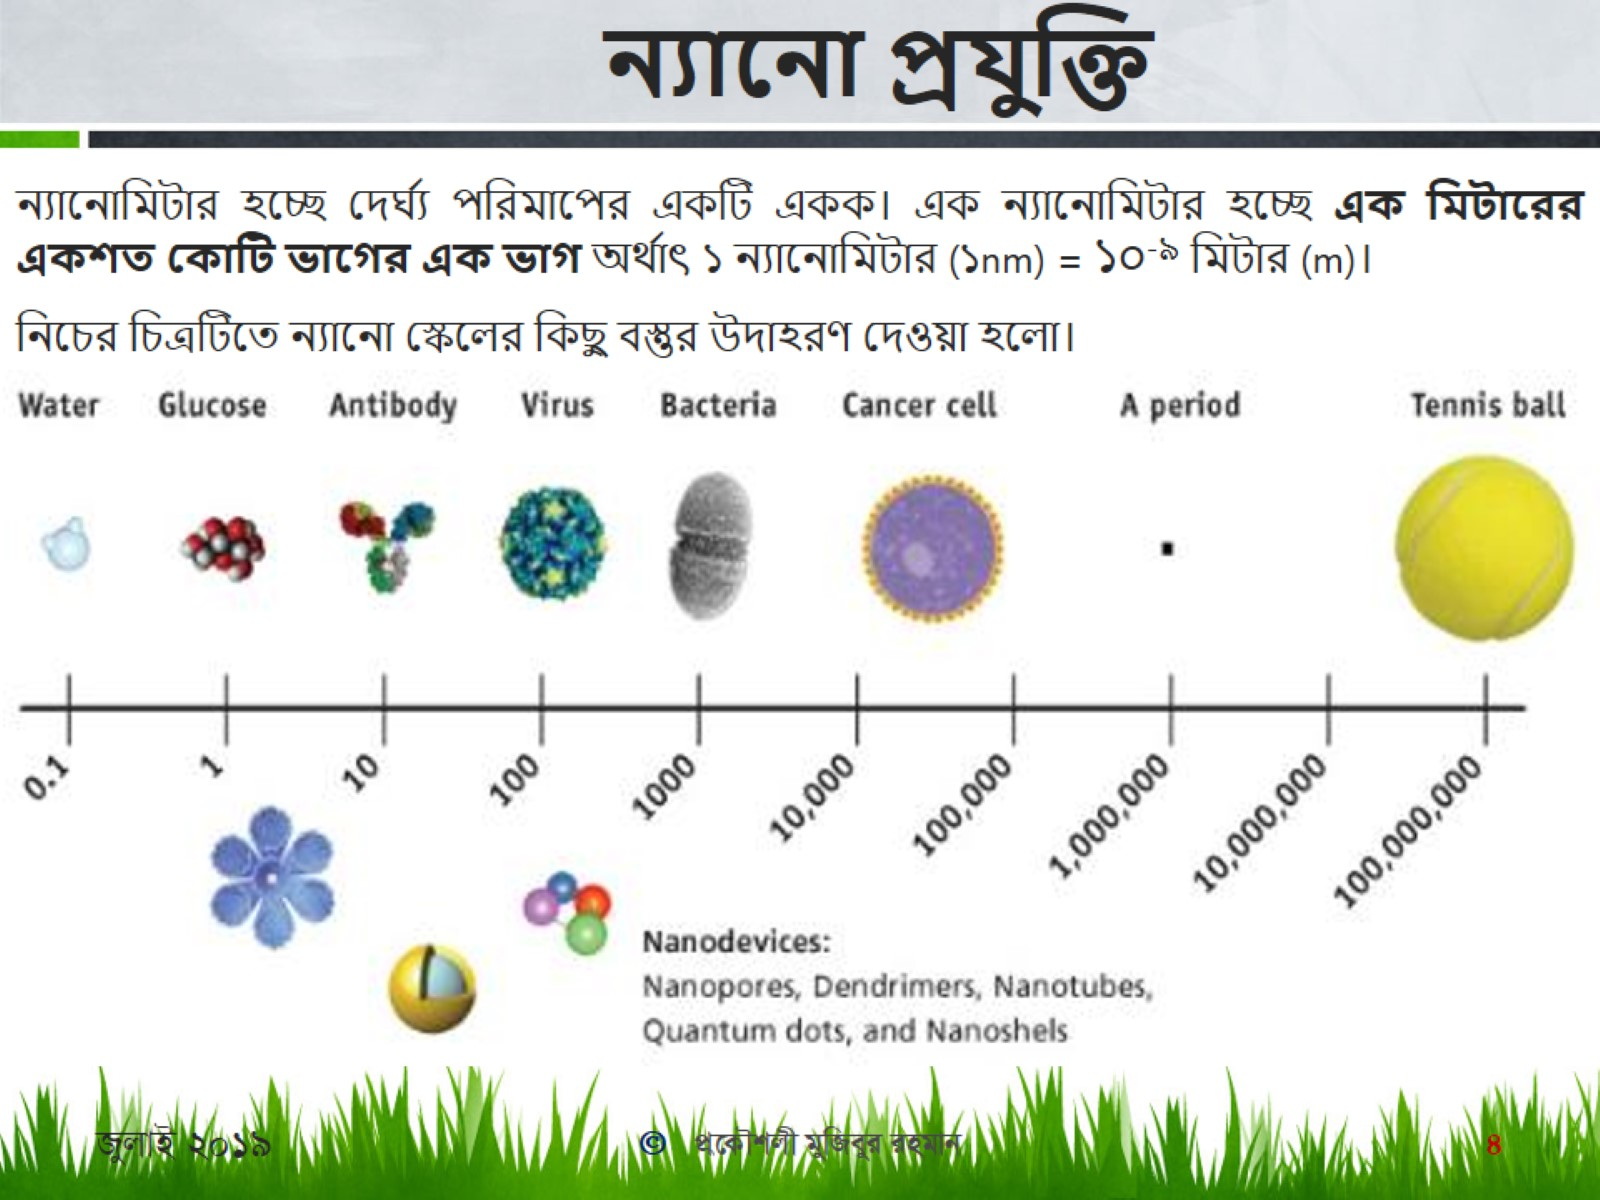 ন্যানো প্রযুক্তি
ন্যানোমিটার হচ্ছে দের্ঘ্য পরিমাপের একটি একক। এক ন্যানোমিটার হচ্ছে এক মিটারের
একশত কোটি ভাগের এক ভাগ অর্থাৎ ১ ন্যানোমিটার (১nm) = ১০⁻⁹ মিটার (m)।
নিচের চিত্রটিতে ন্যানো স্কেলের কিছু বস্তুর উদাহরণ দেওয়া হলো।
Water Glucose Antibody Virus Bacteria Cancer cell A period Tennis ball
0.1 1 10 100 1000 10,000 100,000 1,000,000 10,000,000 100,000,000
Nanodevices:
Nanopores, Dendrimers, Nanotubes,
Quantum dots, and Nanoshels
জুলাই ২০১৯ © প্রকৌশলী মুজিবুর রহমান 8